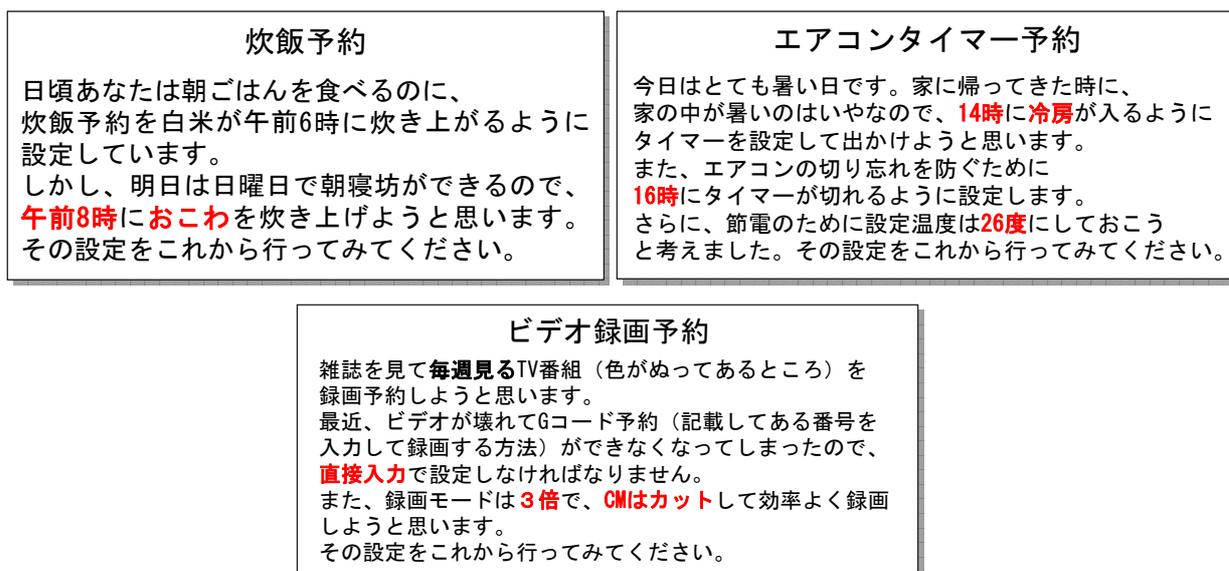 炊飯予約
日頃あなたは朝ごはんを食べるのに、
炊飯予約を白米が午前6時に炊き上がるように
設定しています。
しかし、明日は日曜日で朝寝坊ができるので、
午前8時におこわを炊き上げようと思います。
その設定をこれから行ってみてください。
エアコンタイマー予約
今日はとても暑い日です。家に帰ってきた時に、
家の中が暑いのはいやなので、14時に冷房が入るように
タイマーを設定して出かけようと思います。
また、エアコンの切り忘れを防ぐために
16時にタイマーが切れるように設定します。
さらに、節電のために設定温度は26度にしておこう
と考えました。その設定をこれから行ってみてください。
ビデオ録画予約
雑誌を見て毎週見るTV番組（色がぬってあるところ）を
録画予約しようと思います。
最近、ビデオが壊れてGコード予約（記載してある番号を
入力して録画する方法）ができなくなってしまったので、
直接入力で設定しなければなりません。
また、録画モードは３倍で、CMはカットして効率よく録画
しようと思います。
その設定をこれから行ってみてください。